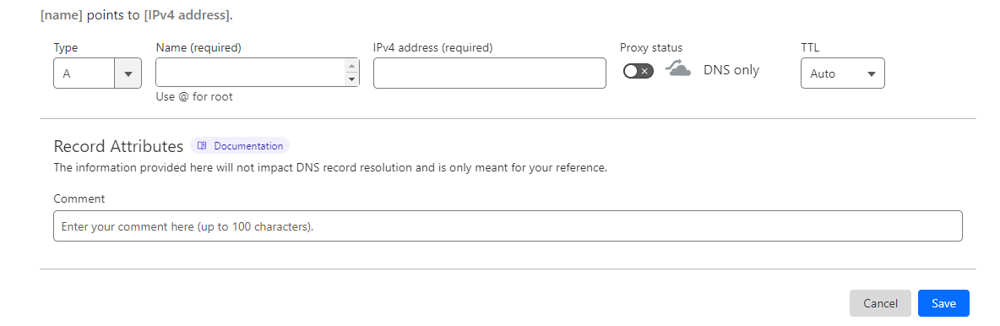 [name] points to [IPv4 address].
Type Name (required) IPv4 address (required) Proxy status TTL
A DNS only Auto
Use @ for root
Record Attributes Documentation
The information provided here will not impact DNS record resolution and is only meant for your reference.
Comment
Enter your comment here (up to 100 characters).
Cancel Save